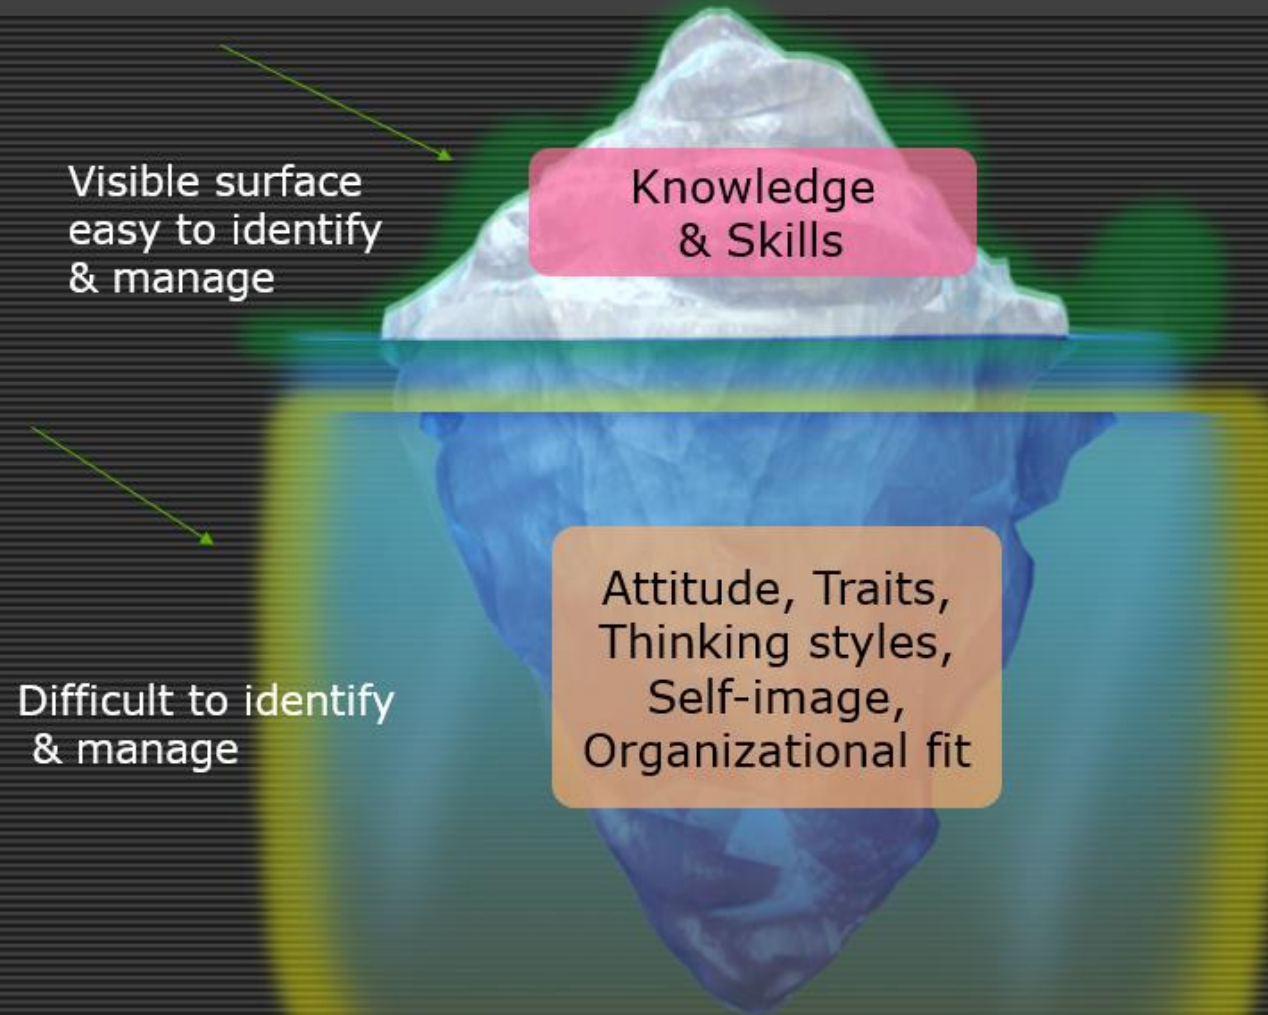 Visible surface
easy to identify
& manage
Knowledge
& Skills
Difficult to identify
& manage
Attitude, Traits,
Thinking styles,
Self-image,
Organizational fit